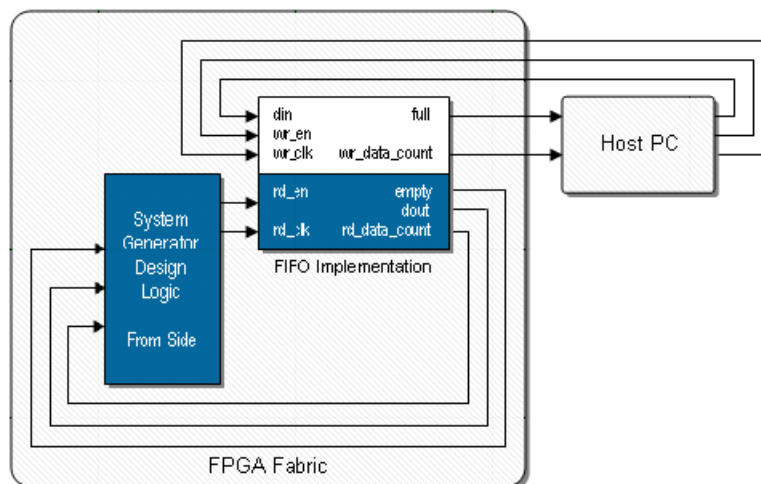 din full
wr_en
wr_clk wr_data_count
rd_en empty
dout
rd_clk rd_data_count
FIFO Implementation
System
Generator
Design
Logic
From Side
Host PC
FPGA Fabric